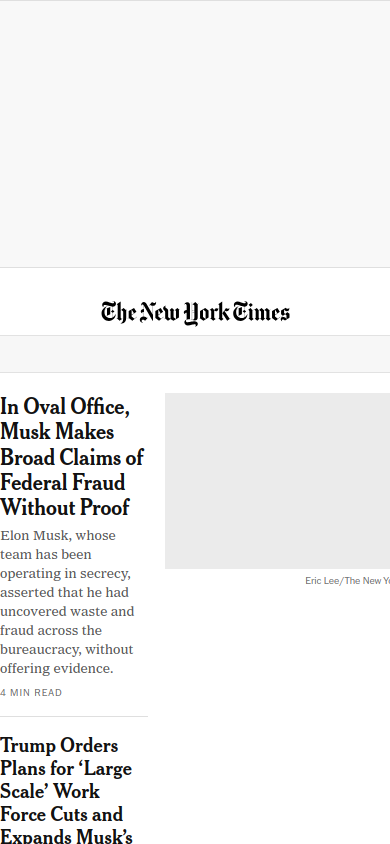 The New York Times
In Oval Office,
Musk Makes
Broad Claims of
Federal Fraud
Without Proof
Elon Musk, whose
team has been
operating in secrecy,
asserted that he had
uncovered waste and
fraud across the
bureaucracy, without
offering evidence.
4 MIN READ
Eric Lee/The New Yo
Trump Orders
Plans for ‘Large
Scale’ Work
Force Cuts and
Expands Musk’s